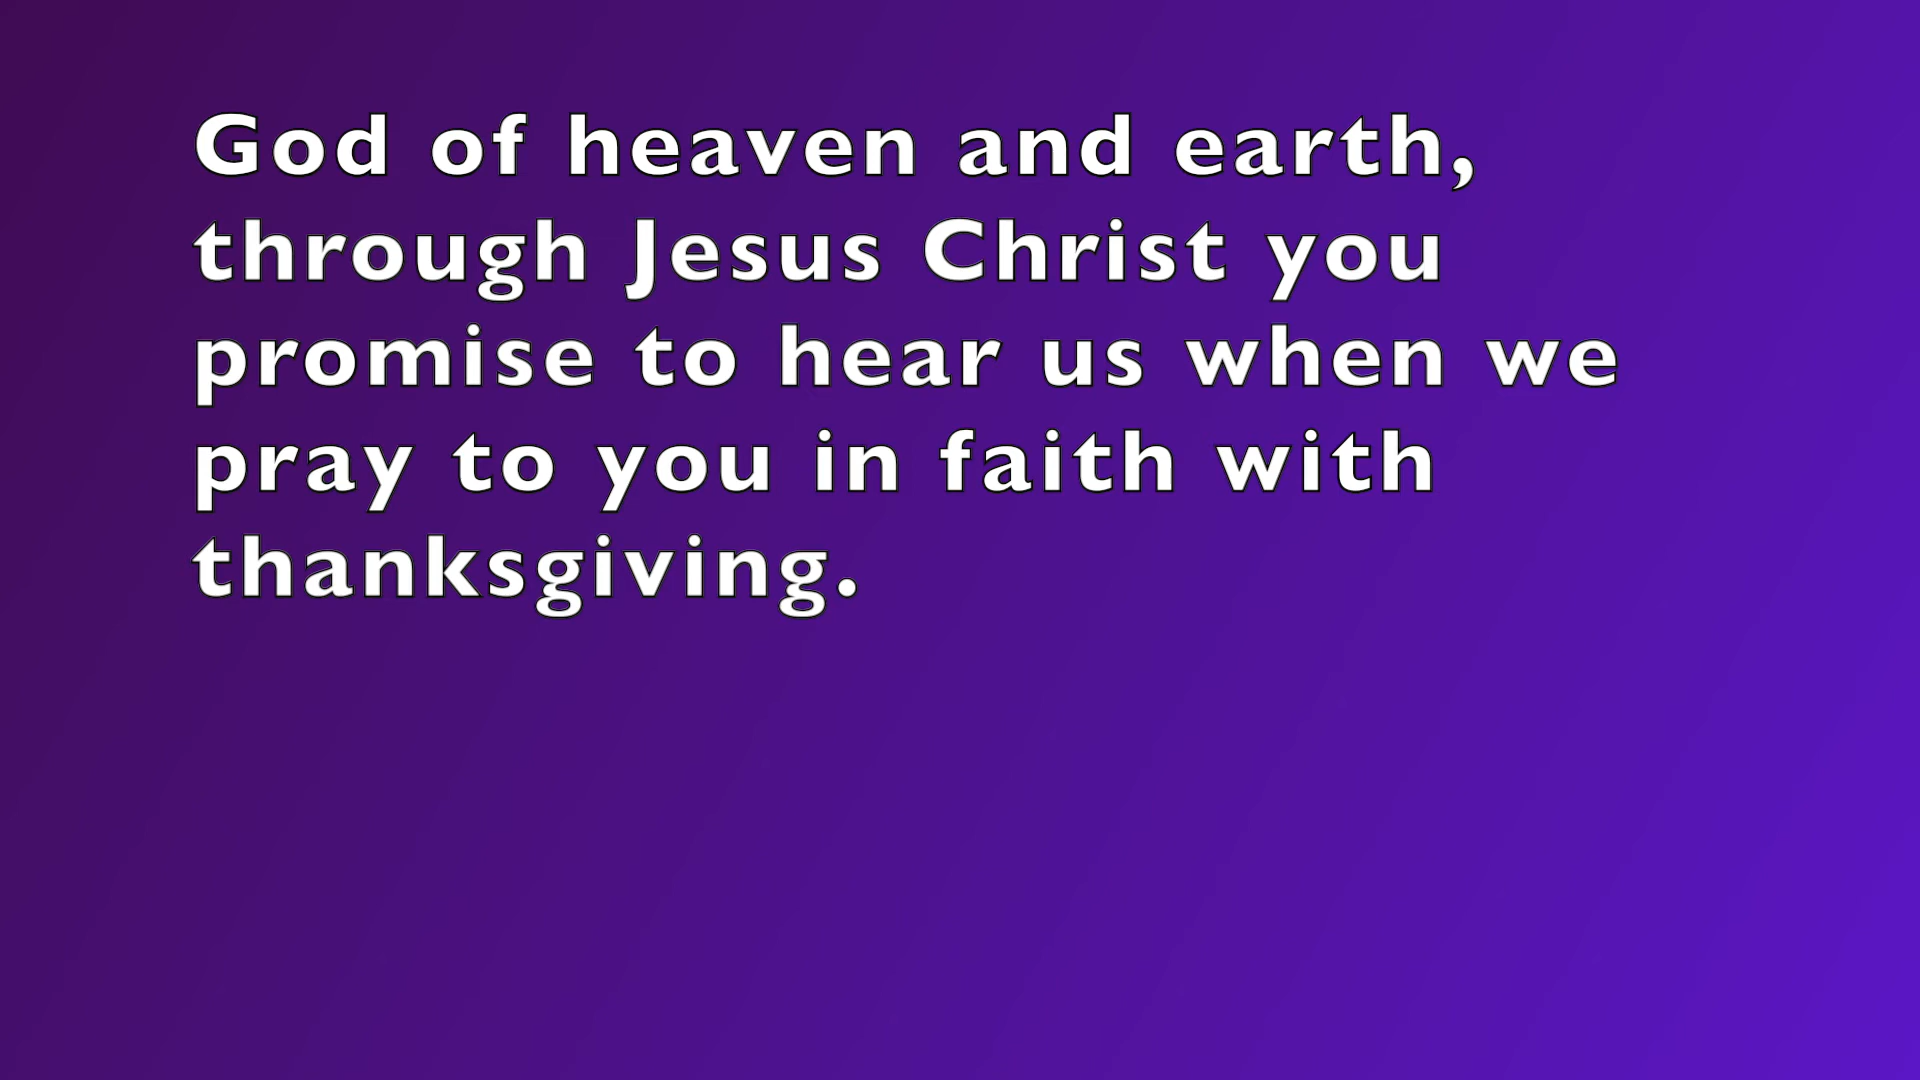 God of heaven and earth,
through Jesus Christ you
promise to hear us when we
pray to you in faith with
thanksgiving.